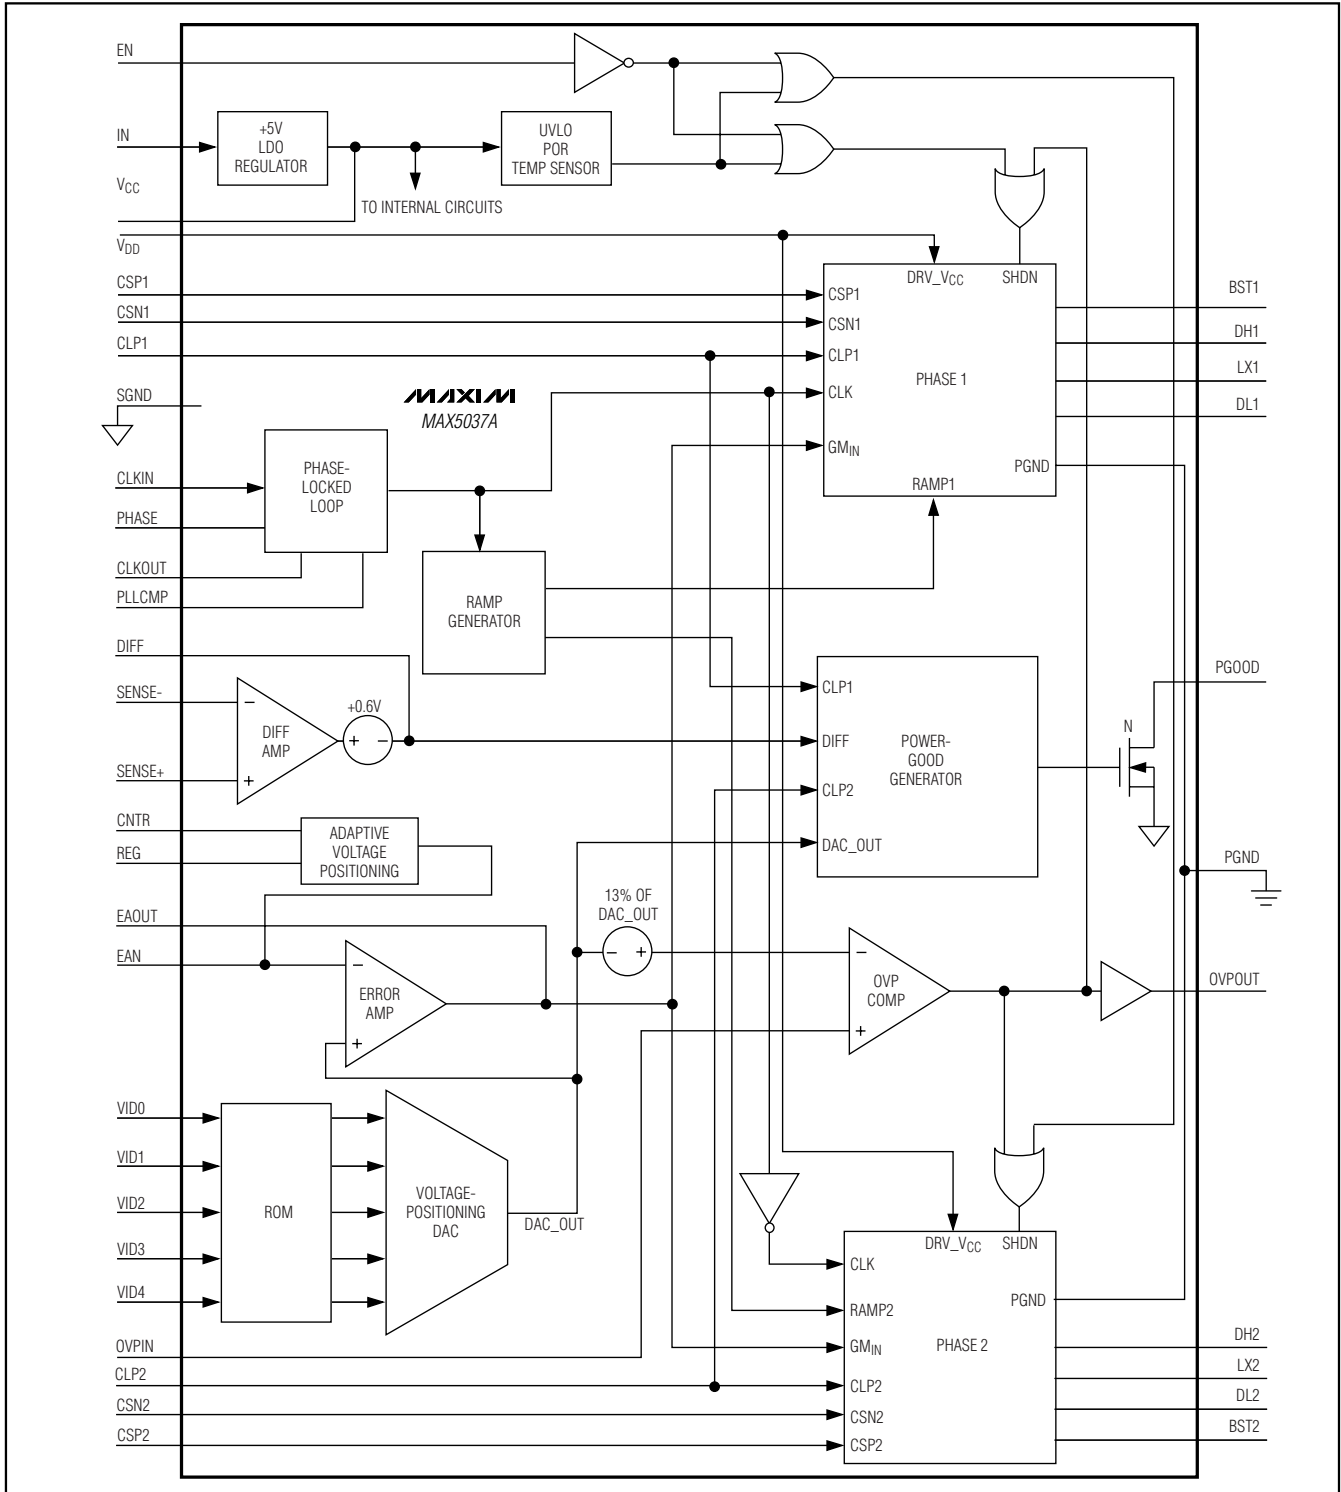 EN
IN
+5V
LDO
REGULATOR
UVLO
POR
TEMP SENSOR
VCC
TO INTERNAL CIRCUITS
VDD
DRV_VCC
SHDN
CSP1
CSP1
BST1
CSN1
CSN1
DH1
CLP1
CLP1
LX1
PHASE 1
SGND
MAXIM
MAX5037A
CLK
DL1
GMIN
PGND
RAMP1
CLKIN
PHASE-
LOCKED
LOOP
PHASE
CLKOUT
PLLCMP
RAMP
GENERATOR
DIFF
SENSE-
−
DIFF
AMP
+
+0.6V
+ −
SENSE+
CLP1
DIFF
CLP2
DAC_OUT
POWER-
GOOD
GENERATOR
PGOOD
N
CNTR
REG
ADAPTIVE
VOLTAGE
POSITIONING
PGND
13% OF
DAC_OUT
− +
EAOUT
EAN
−
ERROR
AMP
+
−
OVP
COMP
+
OVPOUT
VID0
VID1
VID2
VID3
VID4
ROM
VOLTAGE-
POSITIONING
DAC
DAC_OUT
DRV_VCC
SHDN
CLK
RAMP2
PGND
OVPIN
GMIN
PHASE 2
DH2
CLP2
CLP2
LX2
CSN2
CSN2
DL2
CSP2
CSP2
BST2